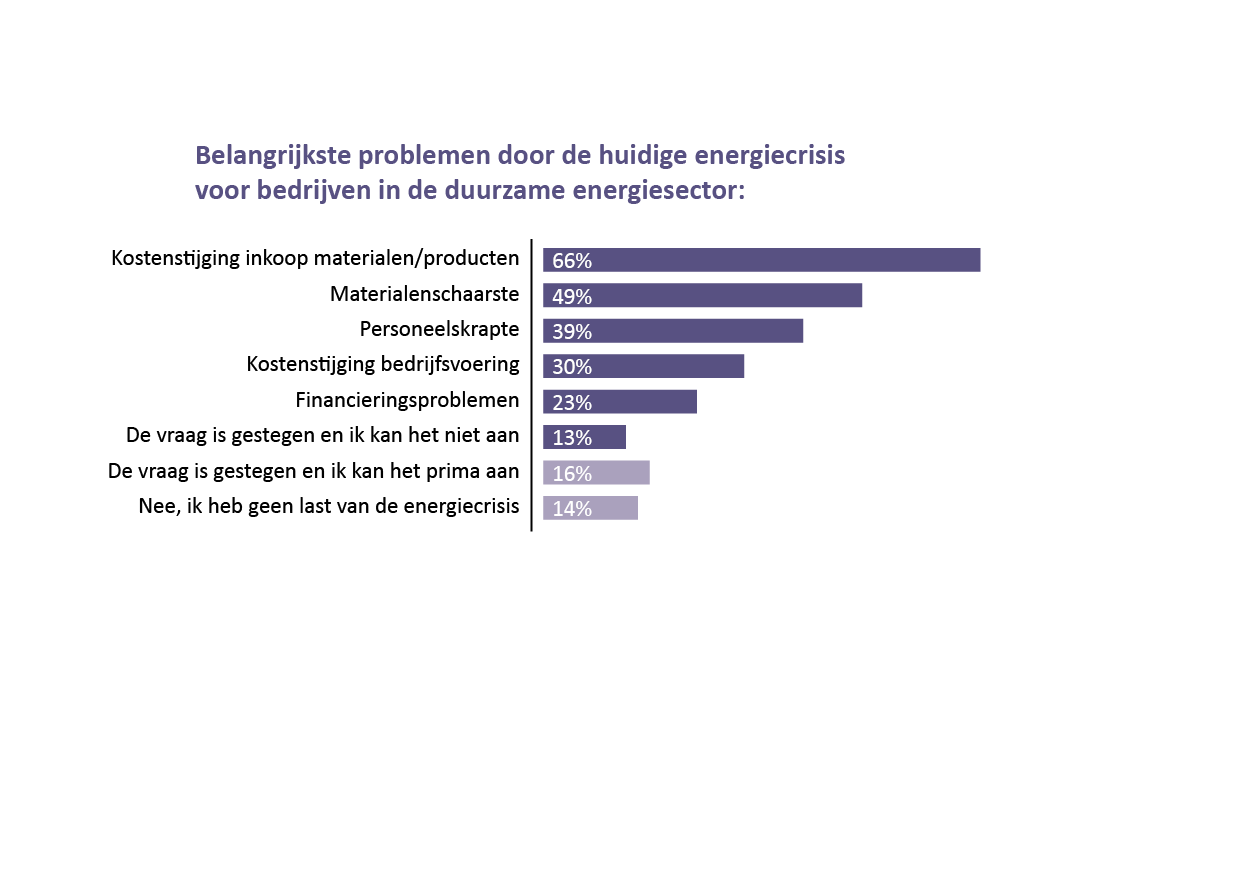 Belangrijkste problemen door de huidige energiecrisis
voor bedrijven in de duurzame energiesector:
Kostenstijging inkoop materialen/producten 66%
Materialenschaarste 49%
Personeelskrapte 39%
Kostenstijging bedrijfsvoering 30%
Financieringsproblemen 23%
De vraag is gestegen en ik kan het niet aan 13%
De vraag is gestegen en ik kan het prima aan 16%
Nee, ik heb geen last van de energiecrisis 14%